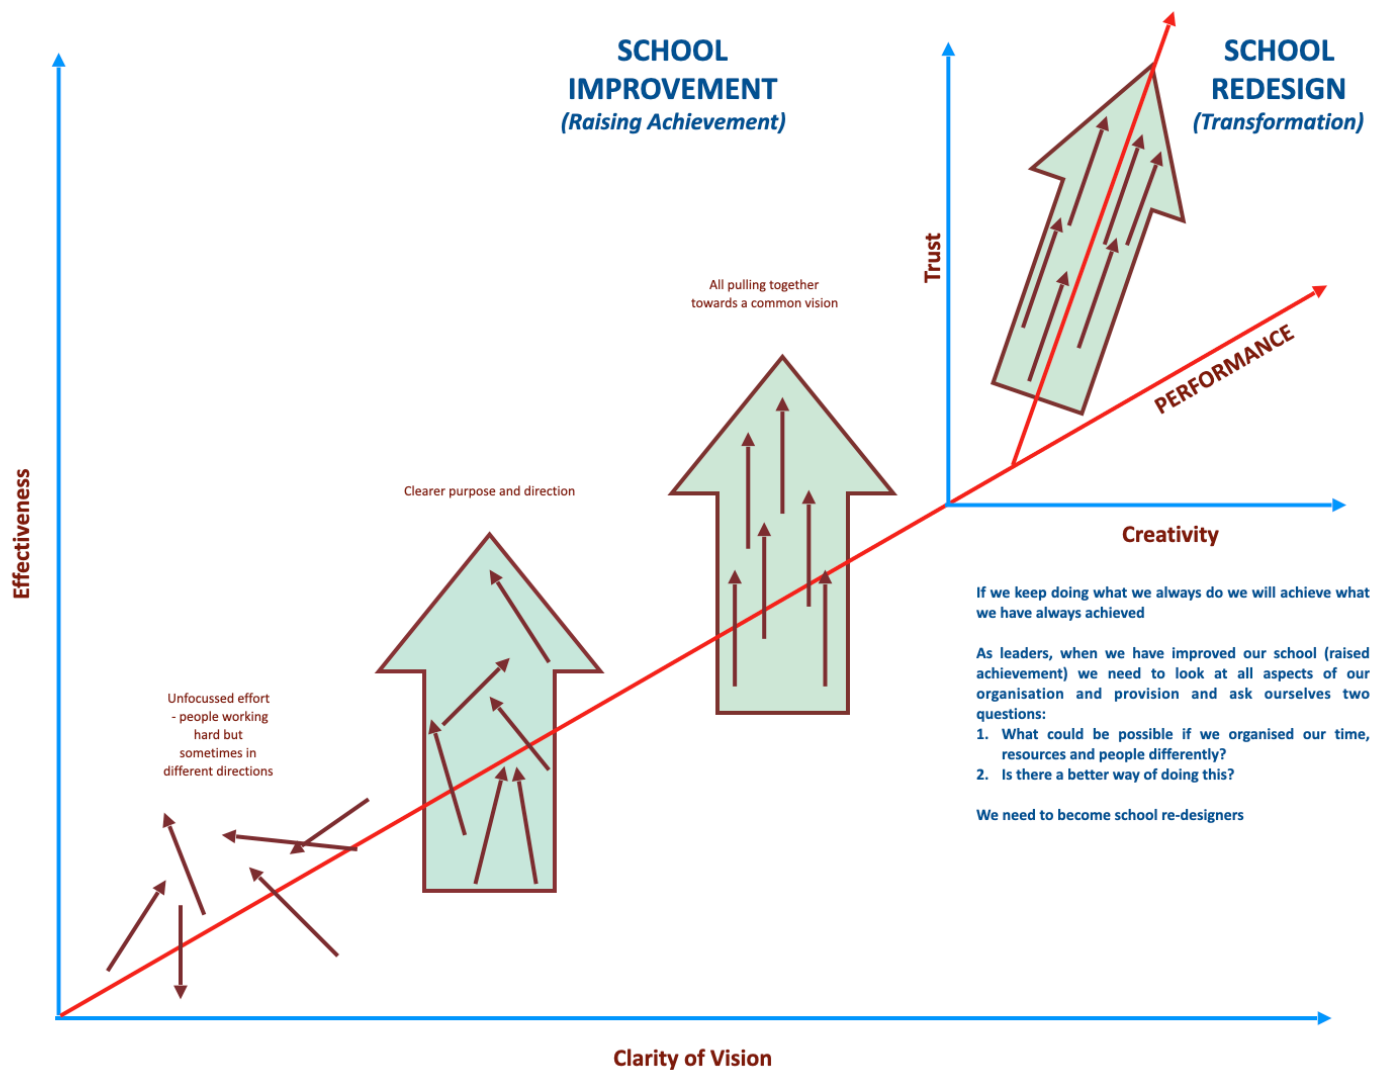 SCHOOL
IMPROVEMENT
(Raising Achievement)
SCHOOL
REDESIGN
(Transformation)
Trust
All pulling together
towards a common vision
PERFORMANCE
Effectiveness
Clearer purpose and direction
Creativity
If we keep doing what we always do we will achieve what
we have always achieved
As leaders, when we have improved our school (raised
achievement) we need to look at all aspects of our
organisation and provision and ask ourselves two
questions:
1. What could be possible if we organised our time,
resources and people differently?
2. Is there a better way of doing this?
We need to become school re-designers
Unfocussed effort
- people working
hard but
sometimes in
different directions
Clarity of Vision